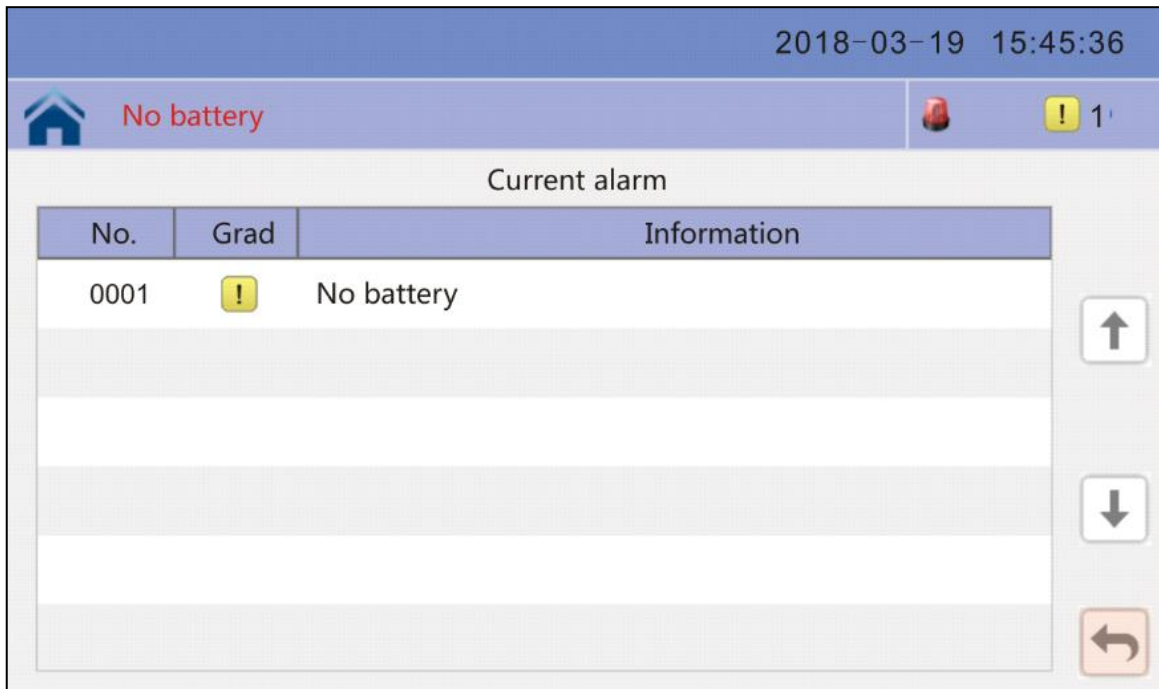 2018-03-19 15:45:36
No battery ! 1
Current alarm
No. Grad Information
0001 ! No battery